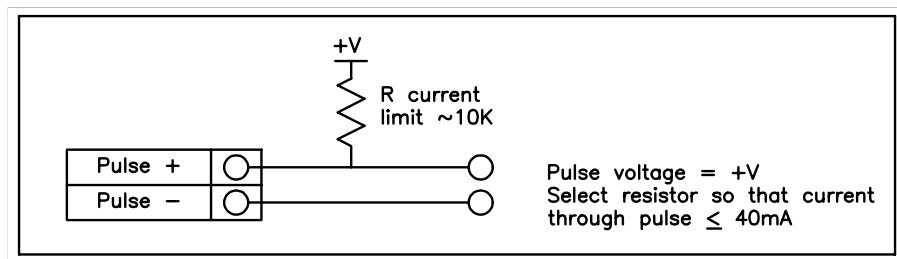 +V
R current
limit ~10K
Pulse +
Pulse −
Pulse voltage = +V
Select resistor so that current
through pulse ≤ 40mA